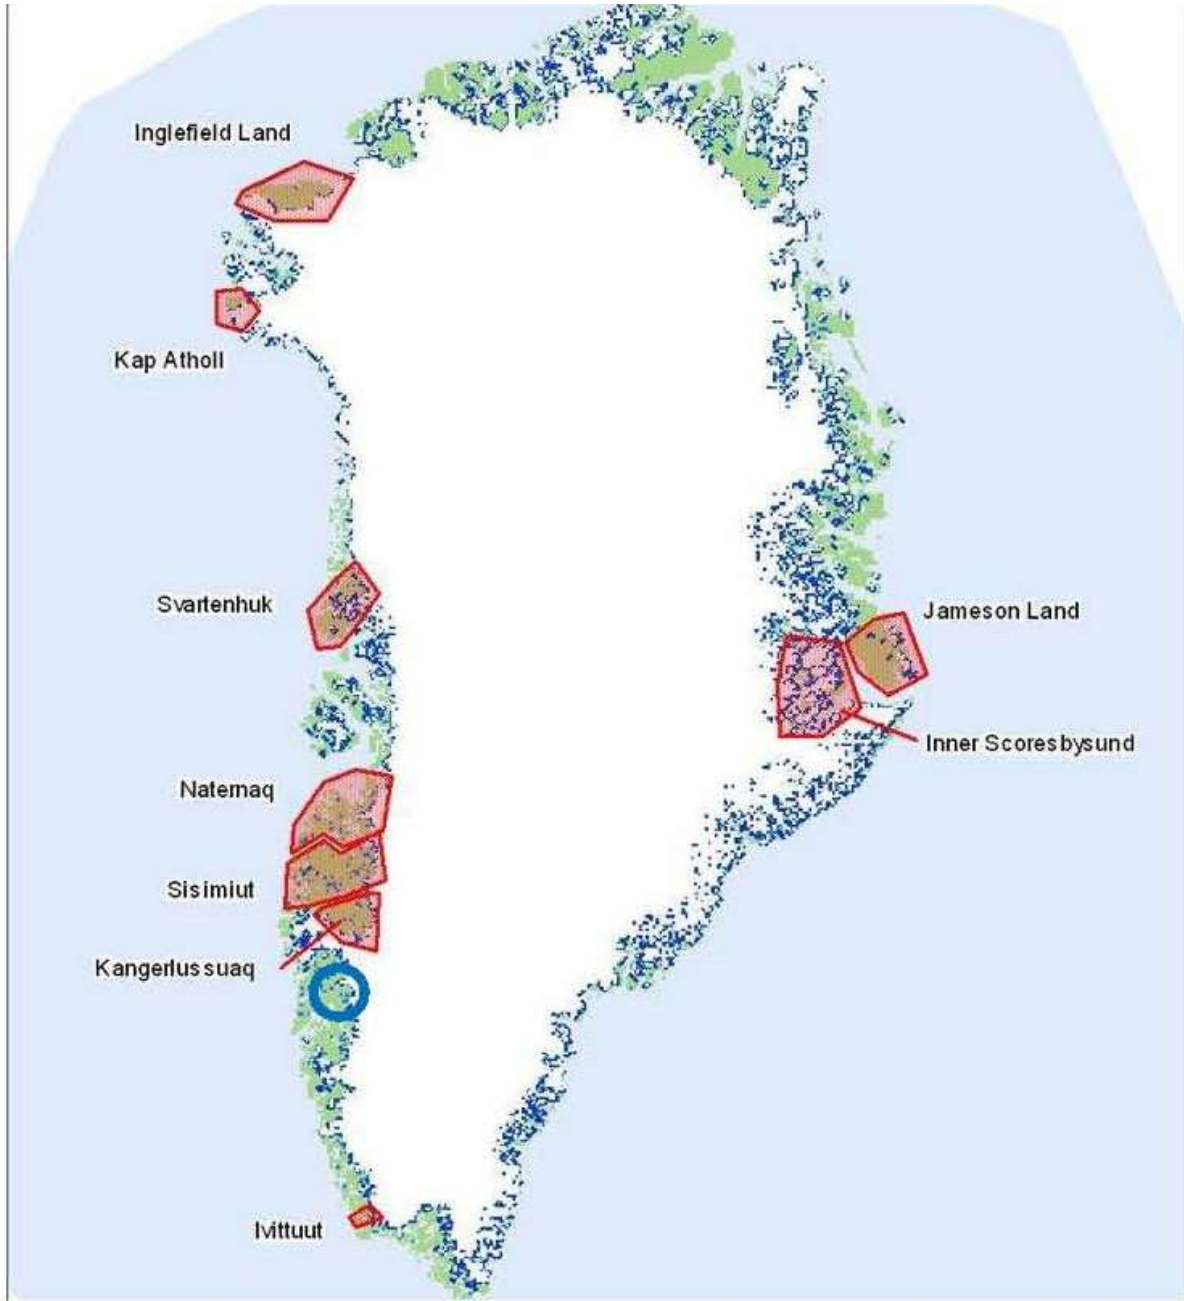 Inglefield Land
Kap Atholl
Svartenhuk
Jameson Land
Inner Scoresbysund
Naternaq
Sisimiut
Kangerlussuaq
Ivittuut